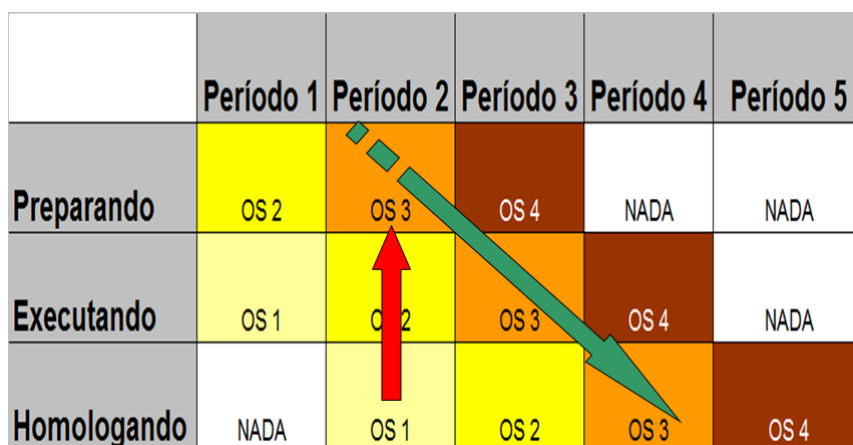 Período 1 Período 2 Período 3 Período 4 Período 5
Preparando OS 2 OS 3 OS 4 NADA NADA
Executando OS 1 OS 2 OS 3 OS 4 NADA
Homologando NADA OS 1 OS 2 OS 3 OS 4